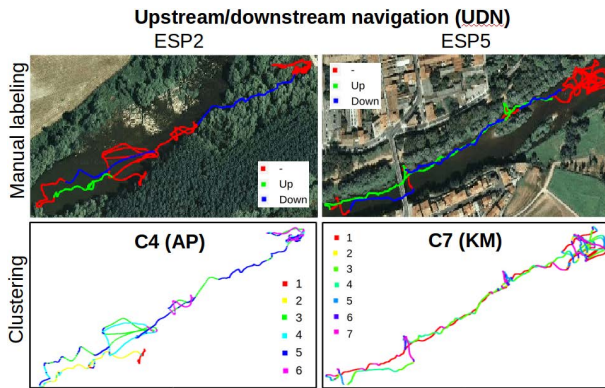 Upstream/downstream navigation (UDN)
ESP2 ESP5
Manual labeling
-
Up
Down
-
Up
Down
Clustering
C4 (AP)
1
2
3
4
5
6
C7 (KM)
1
2
3
4
5
6
7